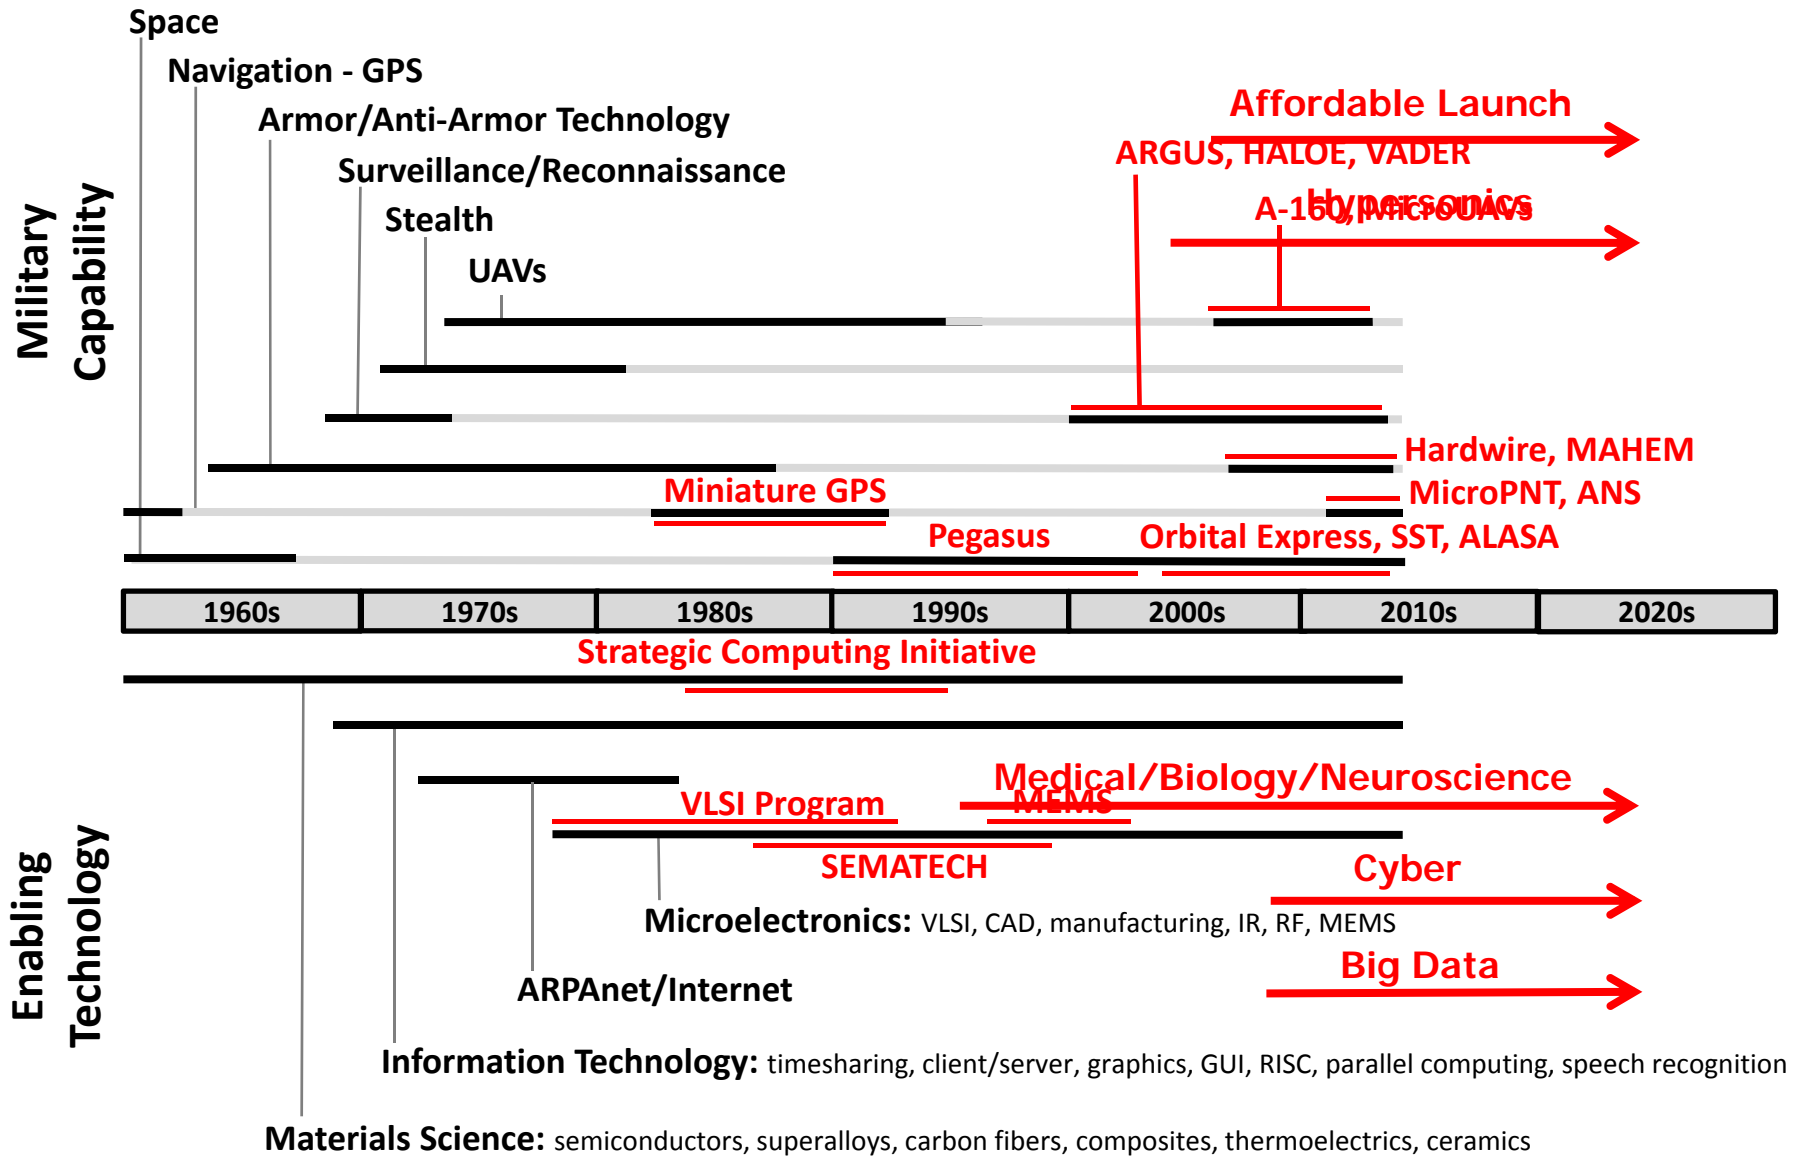 Space
Navigation - GPS
Armor/Anti-Armor Technology
Surveillance/Reconnaissance
Stealth
UAVs
Affordable Launch
ARGUS, HALOE, VADER
Hypersonics
A-160, MicroUAVs
Military
Capability
Hardwire, MAHEM
Miniature GPS
MicroPNT, ANS
Pegasus
Orbital Express, SST, ALASA
1960s
1970s
1980s
1990s
2000s
2010s
2020s
Strategic Computing Initiative
Medical/Biology/Neuroscience
VLSI Program
MEMS
SEMATECH
Cyber
Enabling
Technology
Microelectronics: VLSI, CAD, manufacturing, IR, RF, MEMS
Big Data
ARPAnet/Internet
Information Technology: timesharing, client/server, graphics, GUI, RISC, parallel computing, speech recognition
Materials Science: semiconductors, superalloys, carbon fibers, composites, thermoelectrics, ceramics